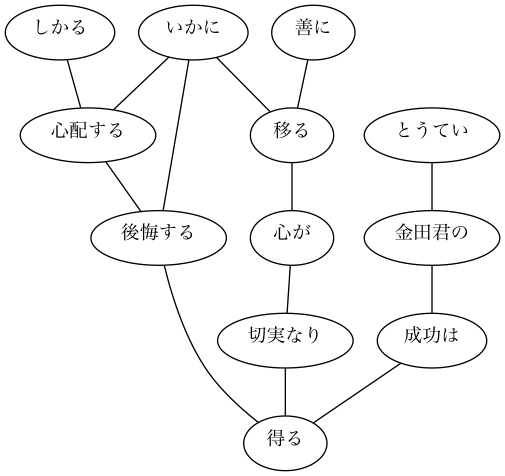 しかる
いかに
善に
心配する
移る
とうてい
後悔する
心が
金田君の
切実なり
成功は
得る